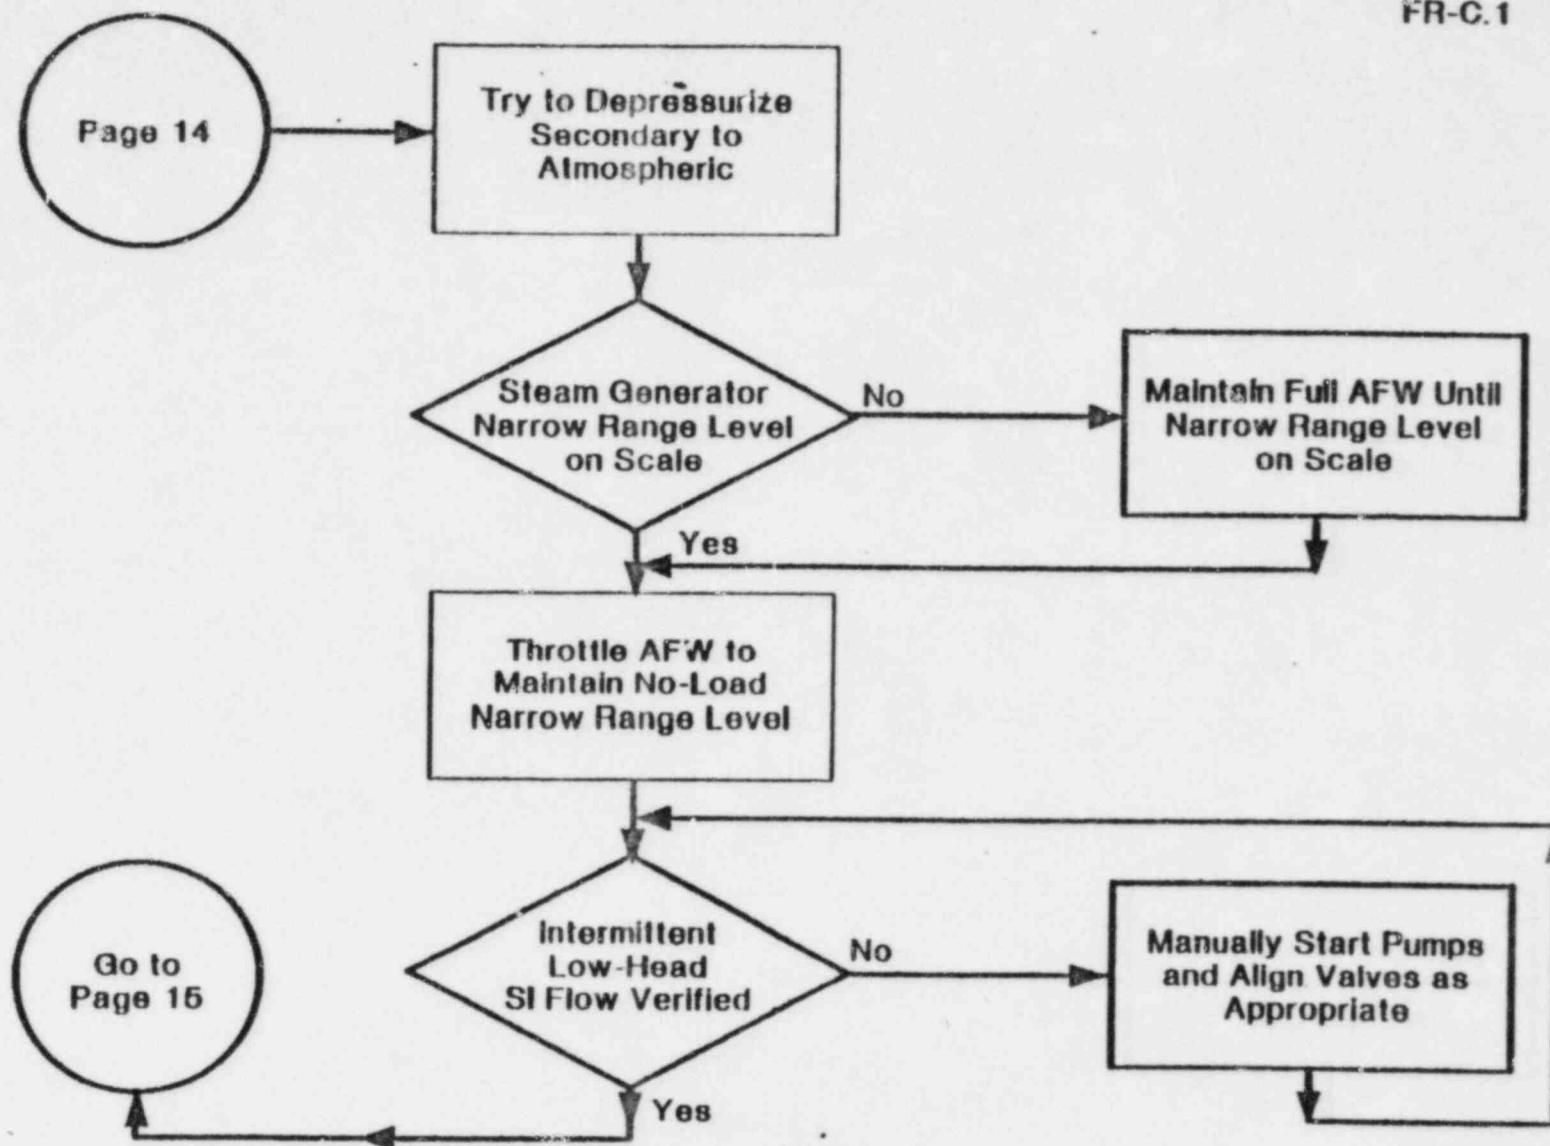 FR-C.1
Page 14
Try to Depressurize
Secondary to
Atmospheric
Steam Generator
Narrow Range Level
on Scale
No
Maintain Full AFW Until
Narrow Range Level
on Scale
Yes
Throttle AFW to
Maintain No-Load
Narrow Range Level
Intermittent
Low-Head
SI Flow Verified
No
Manually Start Pumps
and Align Valves as
Appropriate
Yes
Go to
Page 15